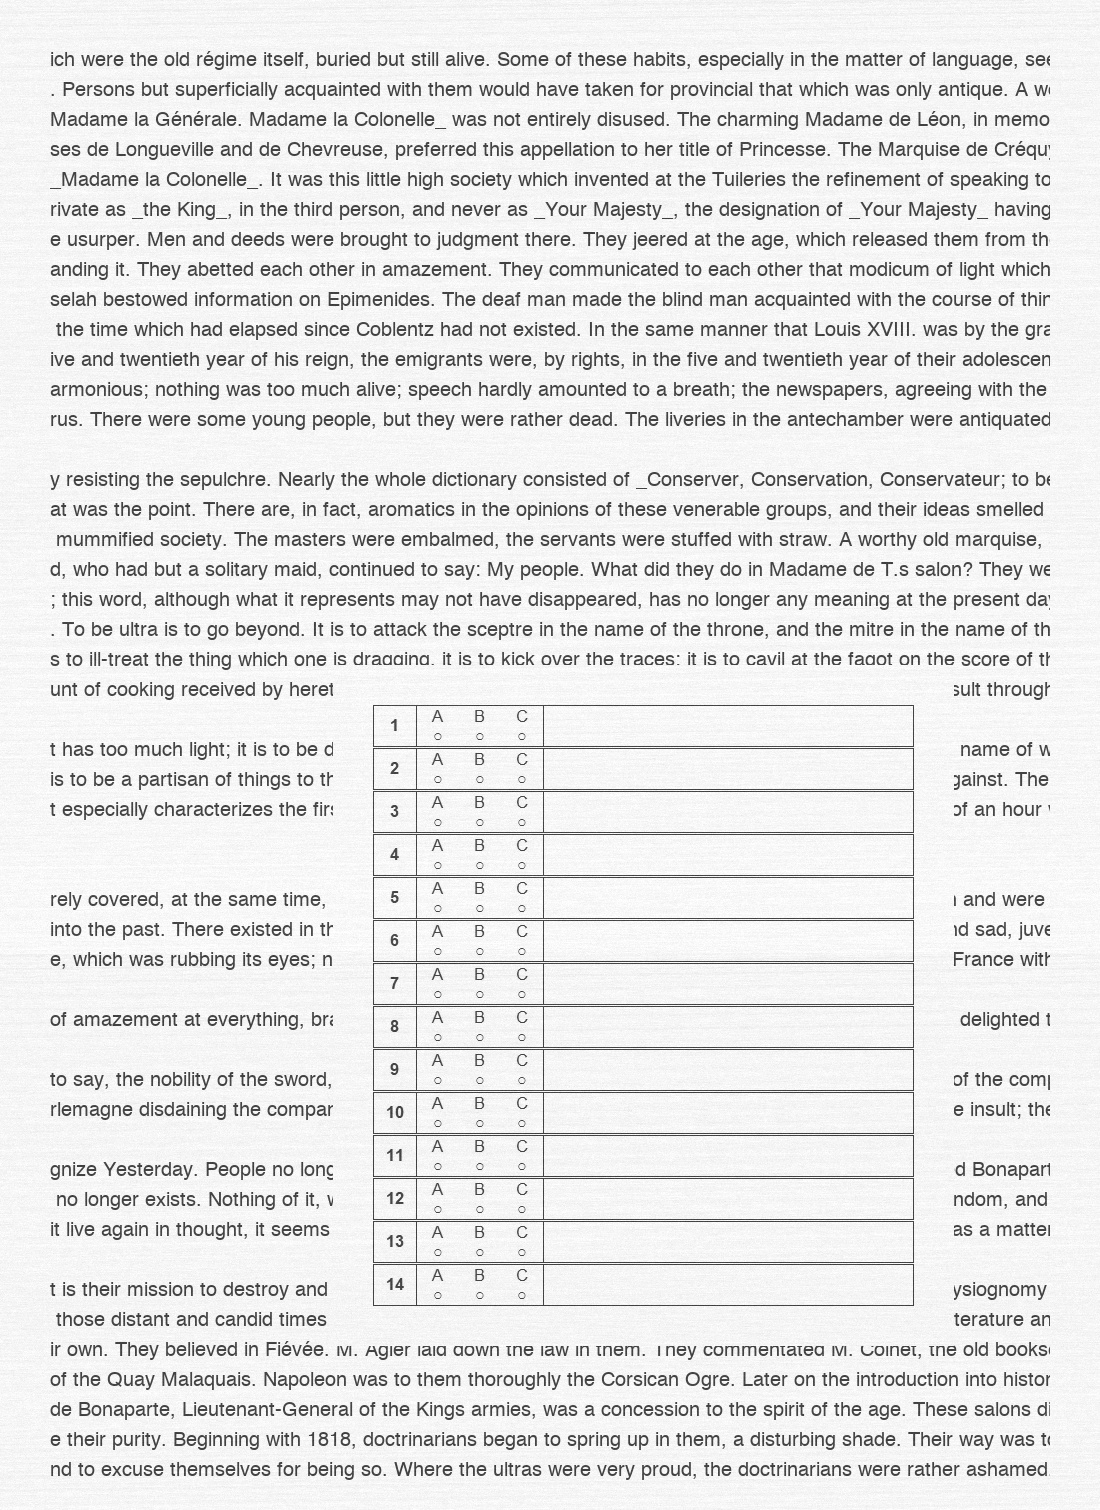 ich were the old régime itself, buried but still alive. Some of these habits, especially in the matter of language, see
. Persons but superficially acquainted with them would have taken for provincial that which was only antique. A wo
Madame la Générale. Madame la Colonelle_ was not entirely disused. The charming Madame de Léon, in memo
ses de Longueville and de Chevreuse, preferred this appellation to her title of Princesse. The Marquise de Créquy
_Madame la Colonelle_. It was this little high society which invented at the Tuileries the refinement of speaking to
rivate as _the King_, in the third person, and never as _Your Majesty_, the designation of _Your Majesty_ having
e usurper. Men and deeds were brought to judgment there. They jeered at the age, which released them from th
anding it. They abetted each other in amazement. They communicated to each other that modicum of light which
selah bestowed information on Epimenides. The deaf man made the blind man acquainted with the course of thin
the time which had elapsed since Coblentz had not existed. In the same manner that Louis XVIII. was by the gra
ive and twentieth year of his reign, the emigrants were, by rights, in the five and twentieth year of their adolescen
armonious; nothing was too much alive; speech hardly amounted to a breath; the newspapers, agreeing with the
rus. There were some young people, but they were rather dead. The liveries in the antechamber were antiquated
y resisting the sepulchre. Nearly the whole dictionary consisted of _Conserver, Conservation, Conservateur; to be
at was the point. There are, in fact, aromatics in the opinions of these venerable groups, and their ideas smelled
mummified society. The masters were embalmed, the servants were stuffed with straw. A worthy old marquise,
d, who had but a solitary maid, continued to say: My people. What did they do in Madame de T.s salon? They we
; this word, although what it represents may not have disappeared, has no longer any meaning at the present day
. To be ultra is to go beyond. It is to attack the sceptre in the name of the throne, and the mitre in the name of th
s to ill-treat the thing which one is dragging, it is to kick over the traces; it is to cavil at the fagot on the score of th
unt of cooking received by heret sult through
t has too much light; it is to be d name of w
is to be a partisan of things to th gainst. The
t especially characterizes the firs of an hour
rely covered, at the same time, and were
into the past. There existed in th nd sad, juve
e, which was rubbing its eyes; n France with
of amazement at everything, bra delighted t
to say, the nobility of the sword, of the comp
rlemagne disdaining the compan e insult; the
gnize Yesterday. People no long d Bonapart
no longer exists. Nothing of it, w ndom, and
it live again in thought, it seems as a matter
t is their mission to destroy and ysiognomy
those distant and candid times terature an
1 A B C
2 A B C
3 A B C
4 A B C
5 A B C
6 A B C
7 A B C
8 A B C
9 A B C
10 A B C
11 A B C
12 A B C
13 A B C
14 A B C
ir own. They believed in Fiévée. M. Agier laid down the law in them. They commentated M. Colnet, the old bookse
of the Quay Malaquais. Napoleon was to them thoroughly the Corsican Ogre. Later on the introduction into histor
de Bonaparte, Lieutenant-General of the Kings armies, was a concession to the spirit of the age. These salons di
e their purity. Beginning with 1818, doctrinarians began to spring up in them, a disturbing shade. Their way was to
nd to excuse themselves for being so. Where the ultras were very proud, the doctrinarians were rather ashamed.